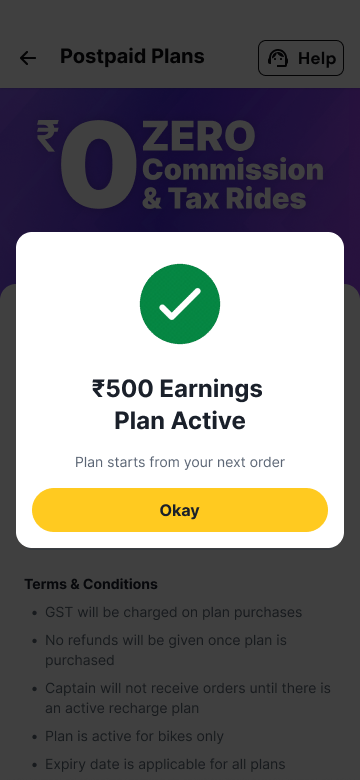 Postpaid Plans
Help
₹0 ZERO
Commission
& Tax Rides
₹500 Earnings
Plan Active
Plan starts from your next order
Okay
Terms & Conditions
• GST will be charged on plan purchases
• No refunds will be given once plan is
purchased
• Captain will not receive orders until there is
an active recharge plan
• Plan is active for bikes only
• Expiry date is applicable for all plans